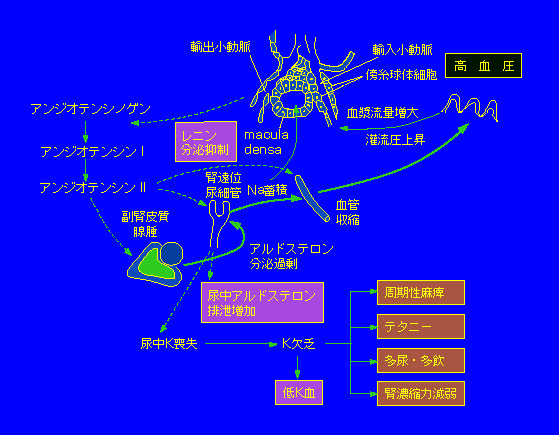 輸出小動脈
輸入小動脈
傍糸球体細胞
高血圧
アンジオテンシノゲン
血漿流量増大
レニン
分泌抑制
macula
densa
灌流圧上昇
アンジオテンシンⅠ
アンジオテンシンⅡ
腎遠位
尿細管
Na蓄積
血管
収縮
副腎皮質
腺腫
アルドステロン
分泌過剰
尿中アルドステロン
排泄増加
周期性麻痺
テタニー
尿中K喪失
K欠乏
多尿・多飲
低K血
腎濃縮力減弱